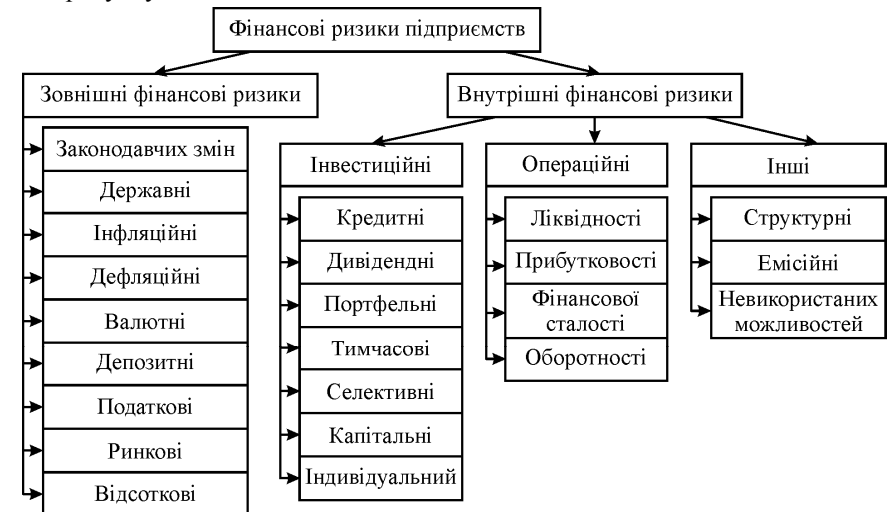 Фінансові ризики підприємств
Зовнішні фінансові ризики
Законодавчих змін
Державні
Інфляційні
Дефляційні
Валютні
Депозитні
Податкові
Ринкові
Відсоткові
Внутрішні фінансові ризики
Інвестиційні
Кредитні
Дивідендні
Портфельні
Тимчасові
Селективні
Капітальні
Індивідуальний
Операційні
Ліквідності
Прибутковості
Фінансової
сталості
Оборотності
Інші
Структурні
Емісійні
Невикористаних
можливостей